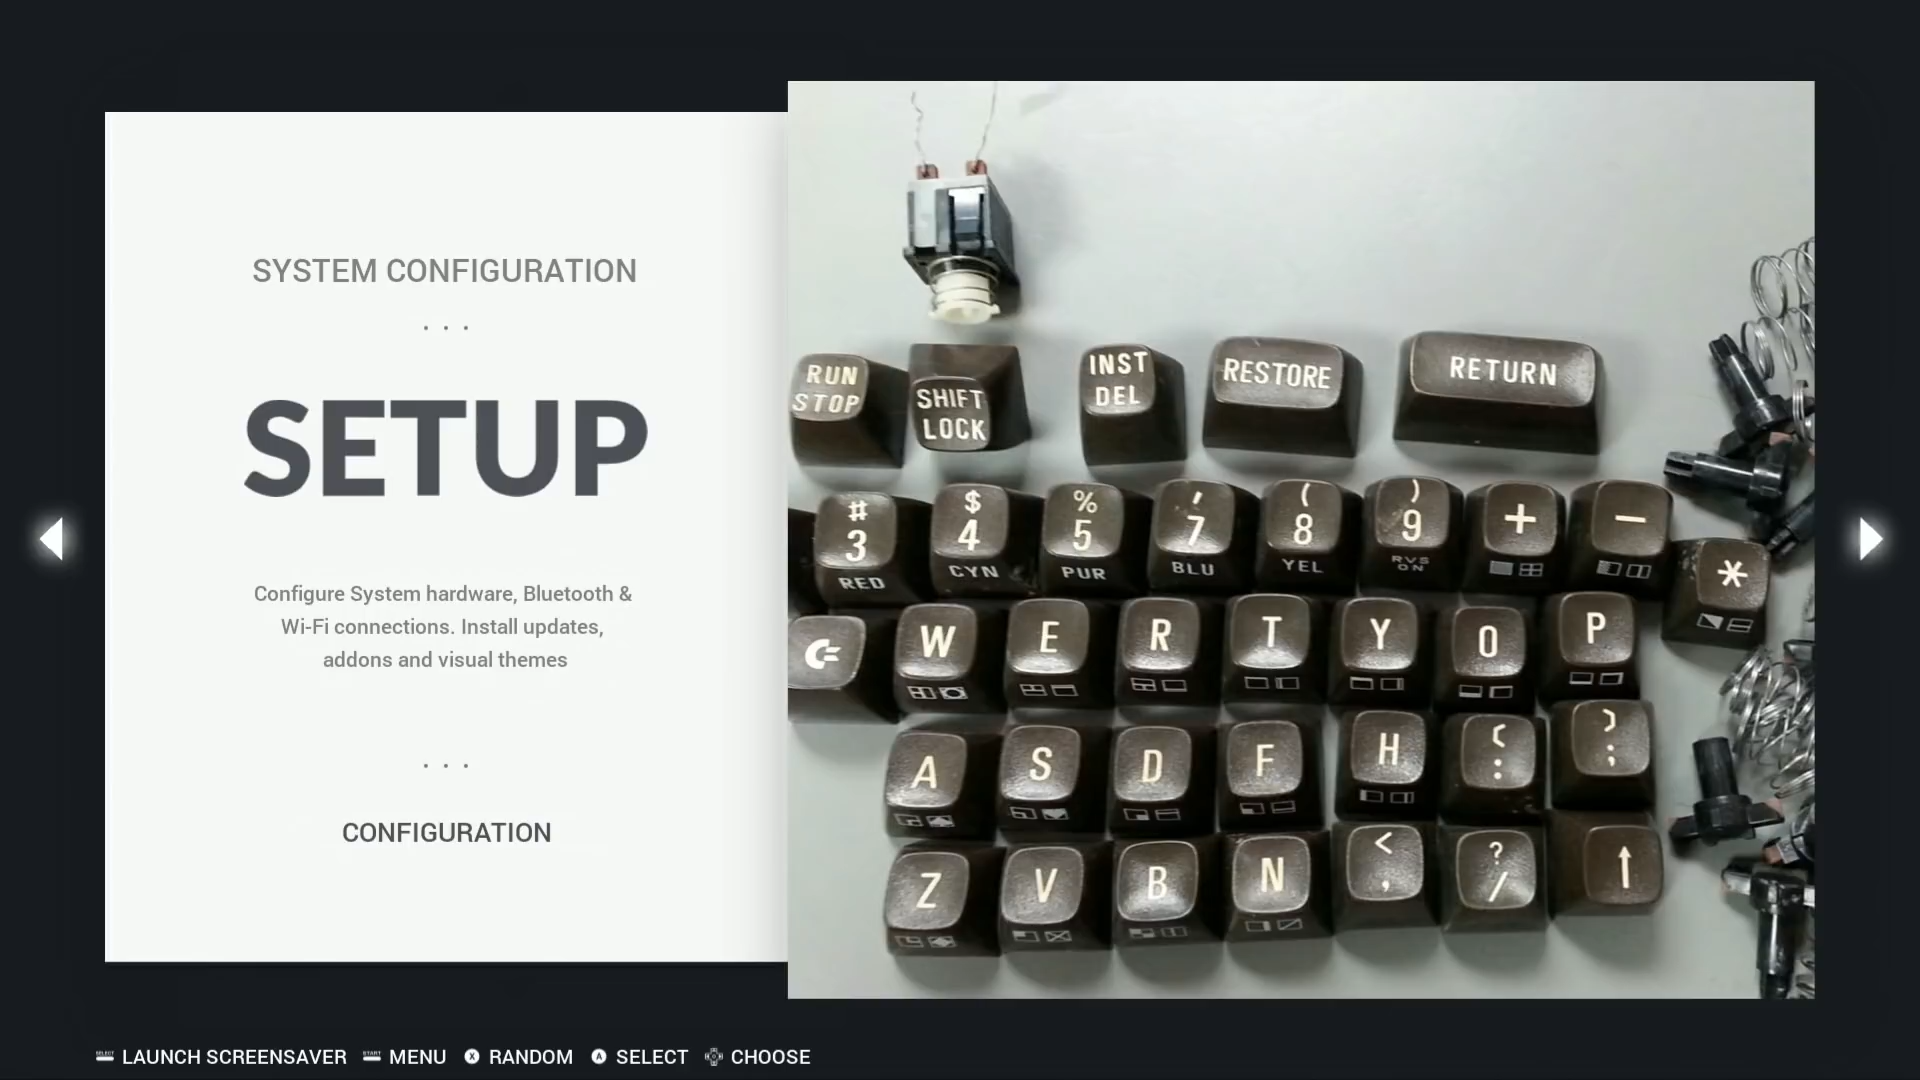 SYSTEM CONFIGURATION
. . .
SETUP
Configure System hardware, Bluetooth &
Wi-Fi connections. Install updates,
addons and visual themes
. . .
CONFIGURATION
RUN
STOP
SHIFT
LOCK
INST
DEL
RESTORE
RETURN
# $ % ' ( ) + −
3 4 5 7 8 9
RED CYN PUR BLU YEL RVS
ON
*
W E R T Y O P
A S D F H [ ]
: ;
Z V B N < ? ↑
, /
SELECT LAUNCH SCREENSAVER START MENU X RANDOM A SELECT CHOOSE